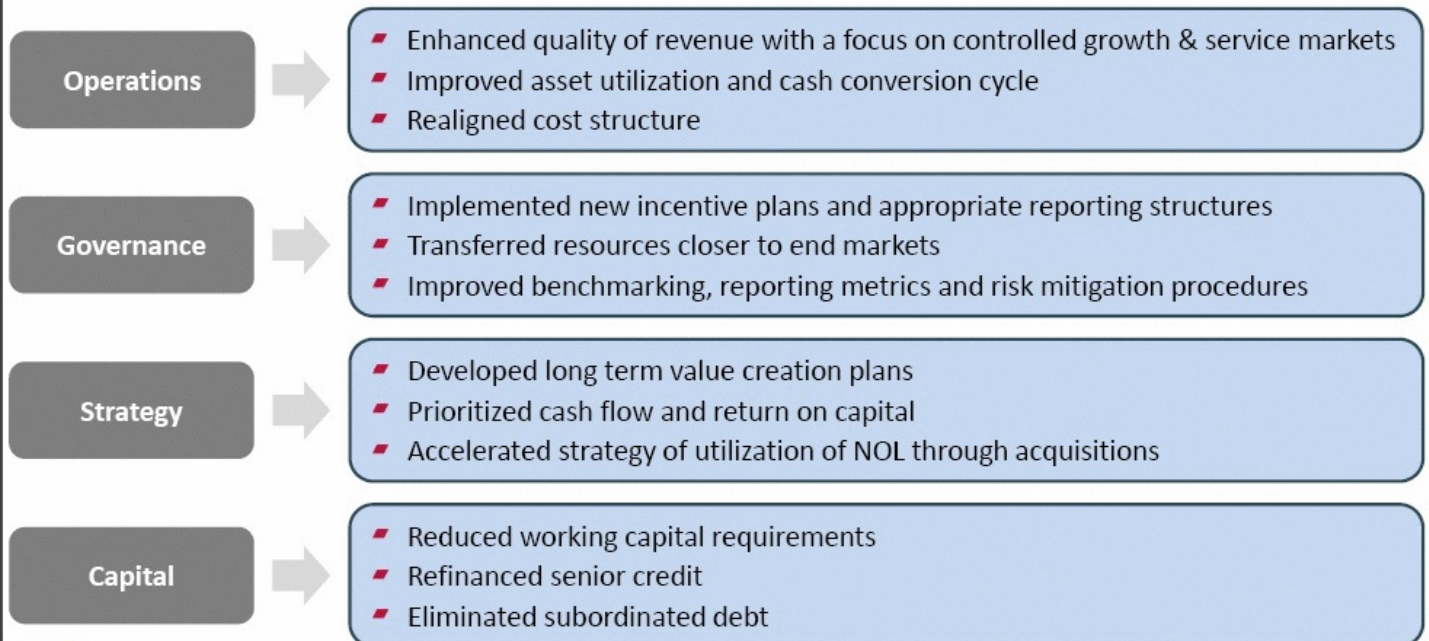 Operations
Enhanced quality of revenue with a focus on controlled growth & service markets
Improved asset utilization and cash conversion cycle
Realigned cost structure
Governance
Implemented new incentive plans and appropriate reporting structures
Transferred resources closer to end markets
Improved benchmarking, reporting metrics and risk mitigation procedures
Strategy
Developed long term value creation plans
Prioritized cash flow and return on capital
Accelerated strategy of utilization of NOL through acquisitions
Capital
Reduced working capital requirements
Refinanced senior credit
Eliminated subordinated debt